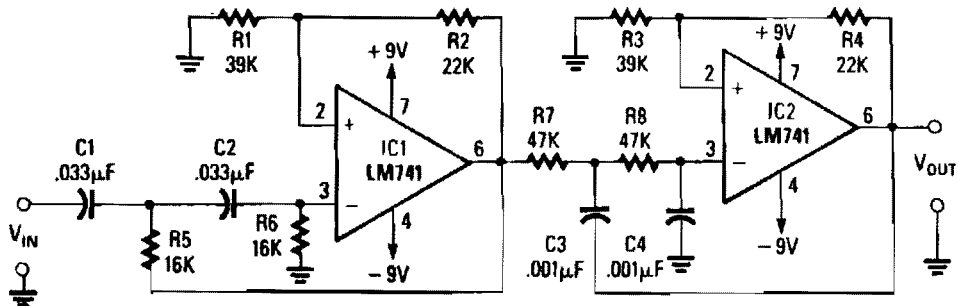 R1
39K
R2
22K
+9V
7
2
+
IC1
LM741
6
3
−
4
−9V
C1
.033µF
C2
.033µF
V_IN
R5
16K
R6
16K
R3
39K
R4
22K
+9V
7
2
+
IC2
LM741
6
3
−
4
−9V
R7
47K
R8
47K
C3
.001µF
C4
.001µF
V_OUT